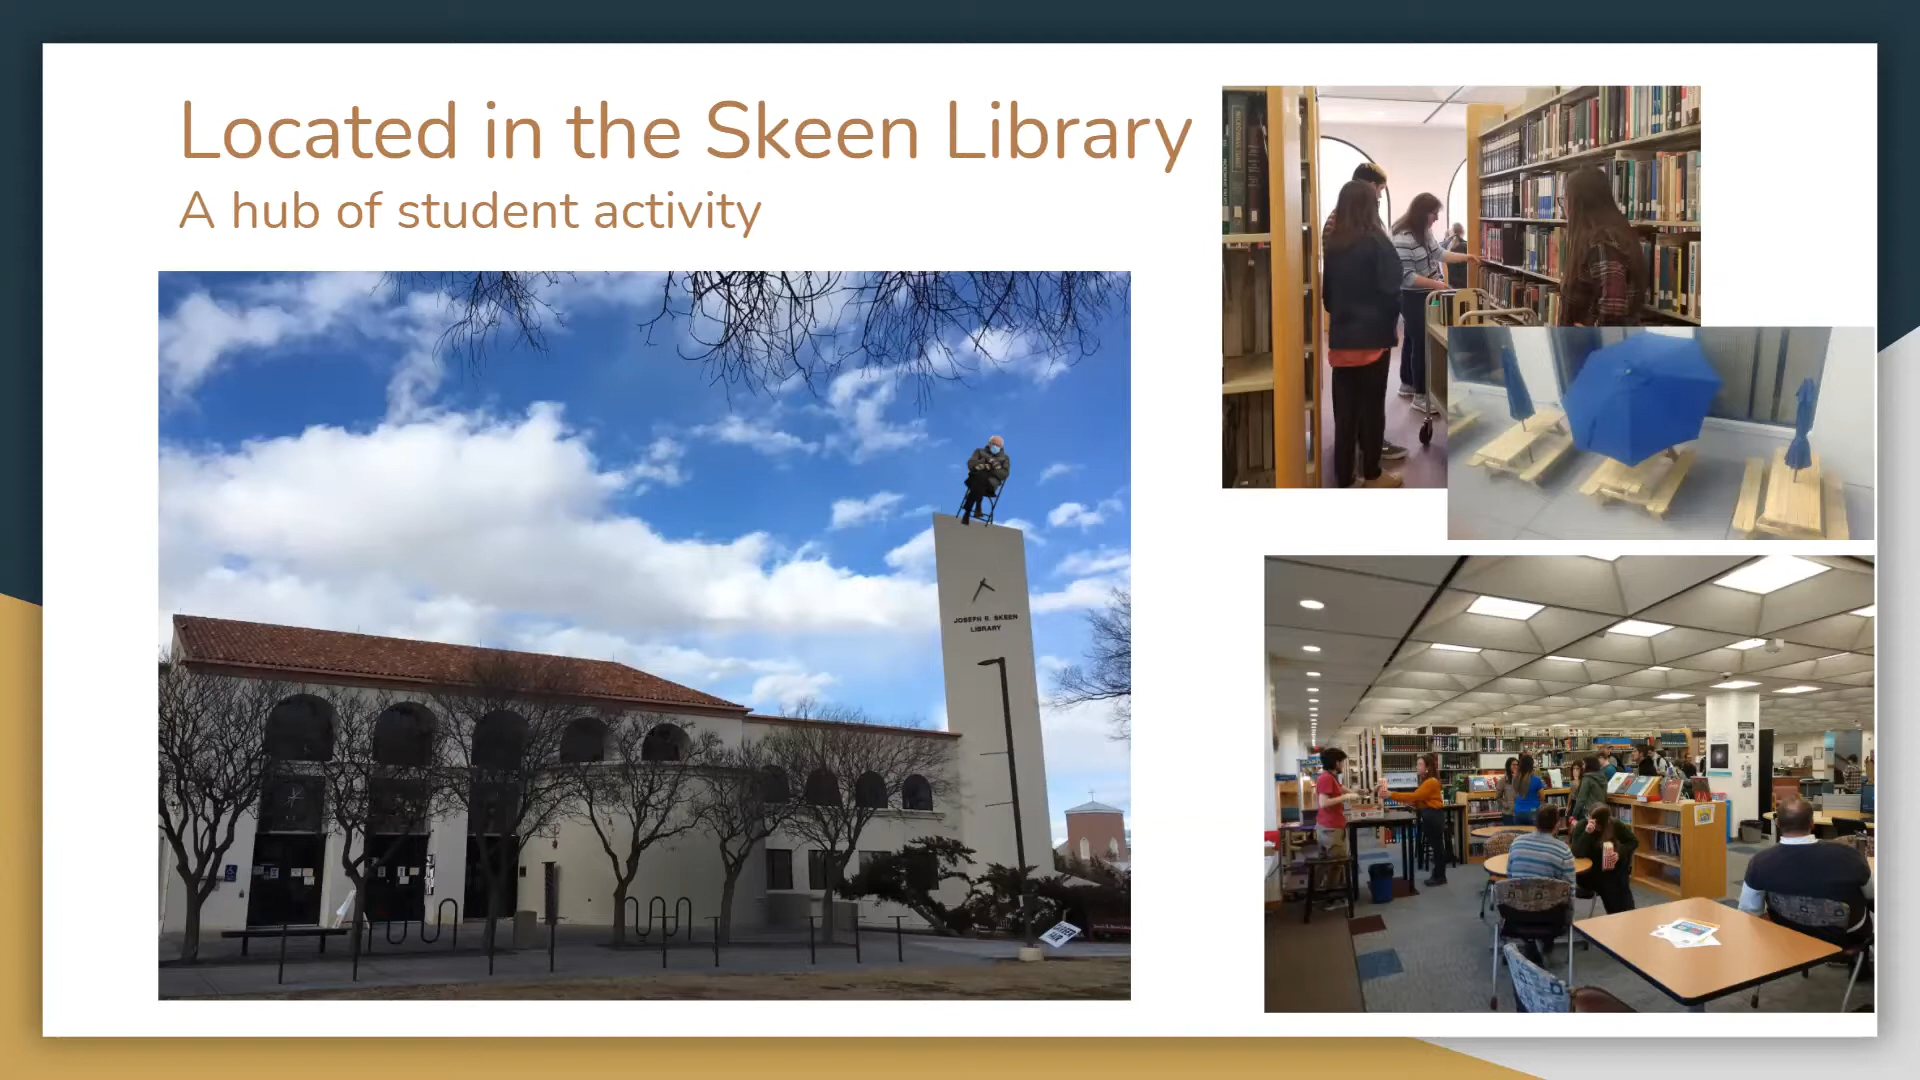 Located in the Skeen Library
A hub of student activity
JOSEPH R. SKEEN
LIBRARY